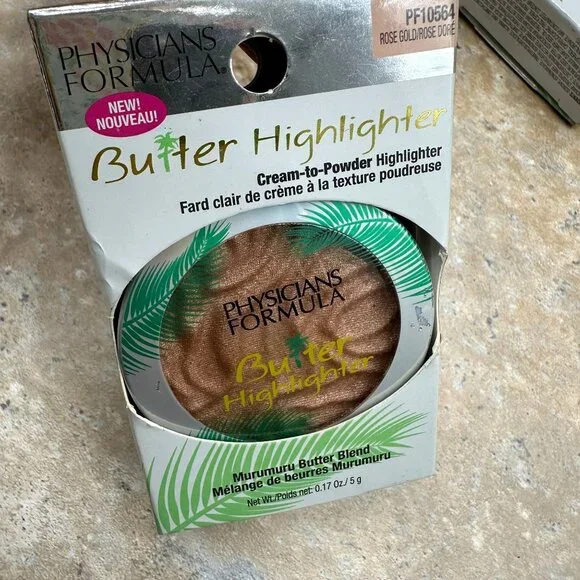 PHYSICIANS
FORMULA®
PF10564
ROSE GOLD/ROSE DORÉ
NEW!
NOUVEAU!
Butter Highlighter
Cream-to-Powder Highlighter
Fard clair de crème à la texture poudreuse
PHYSICIANS
FORMULA
Butter
Highlighter
Murumuru Butter Blend
Mélange de beurres Murumuru
Net Wt./Poids net: 0.17 Oz./5 g